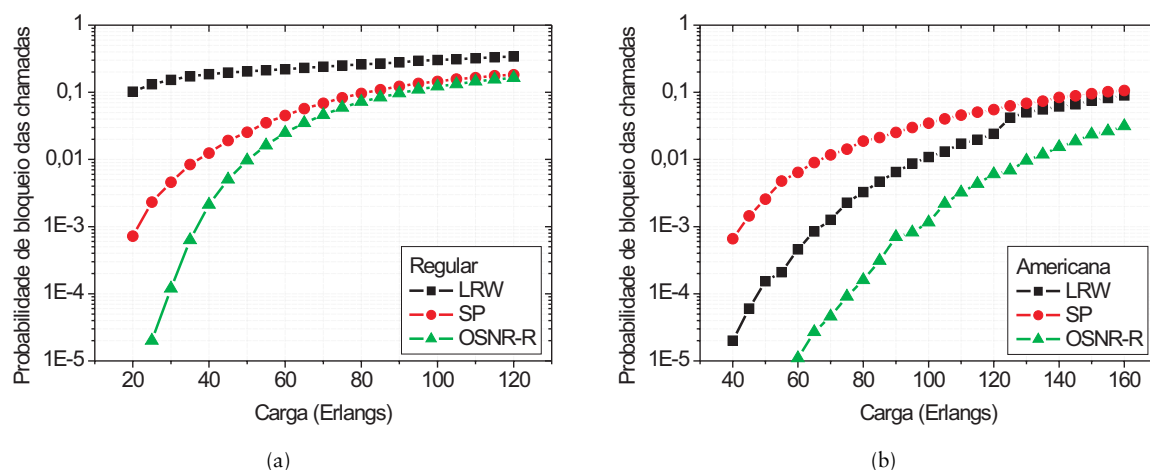 Probabilidade de bloqueio das chamadas
1
0,1
0,01
1E-3
1E-4
1E-5
Regular
LRW
SP
OSNR-R
20 40 60 80 100 120
Carga (Erlangs)
(a)
Probabilidade de bloqueio das chamadas
1
0,1
0,01
1E-3
1E-4
1E-5
Americana
LRW
SP
OSNR-R
40 60 80 100 120 140 160
Carga (Erlangs)
(b)